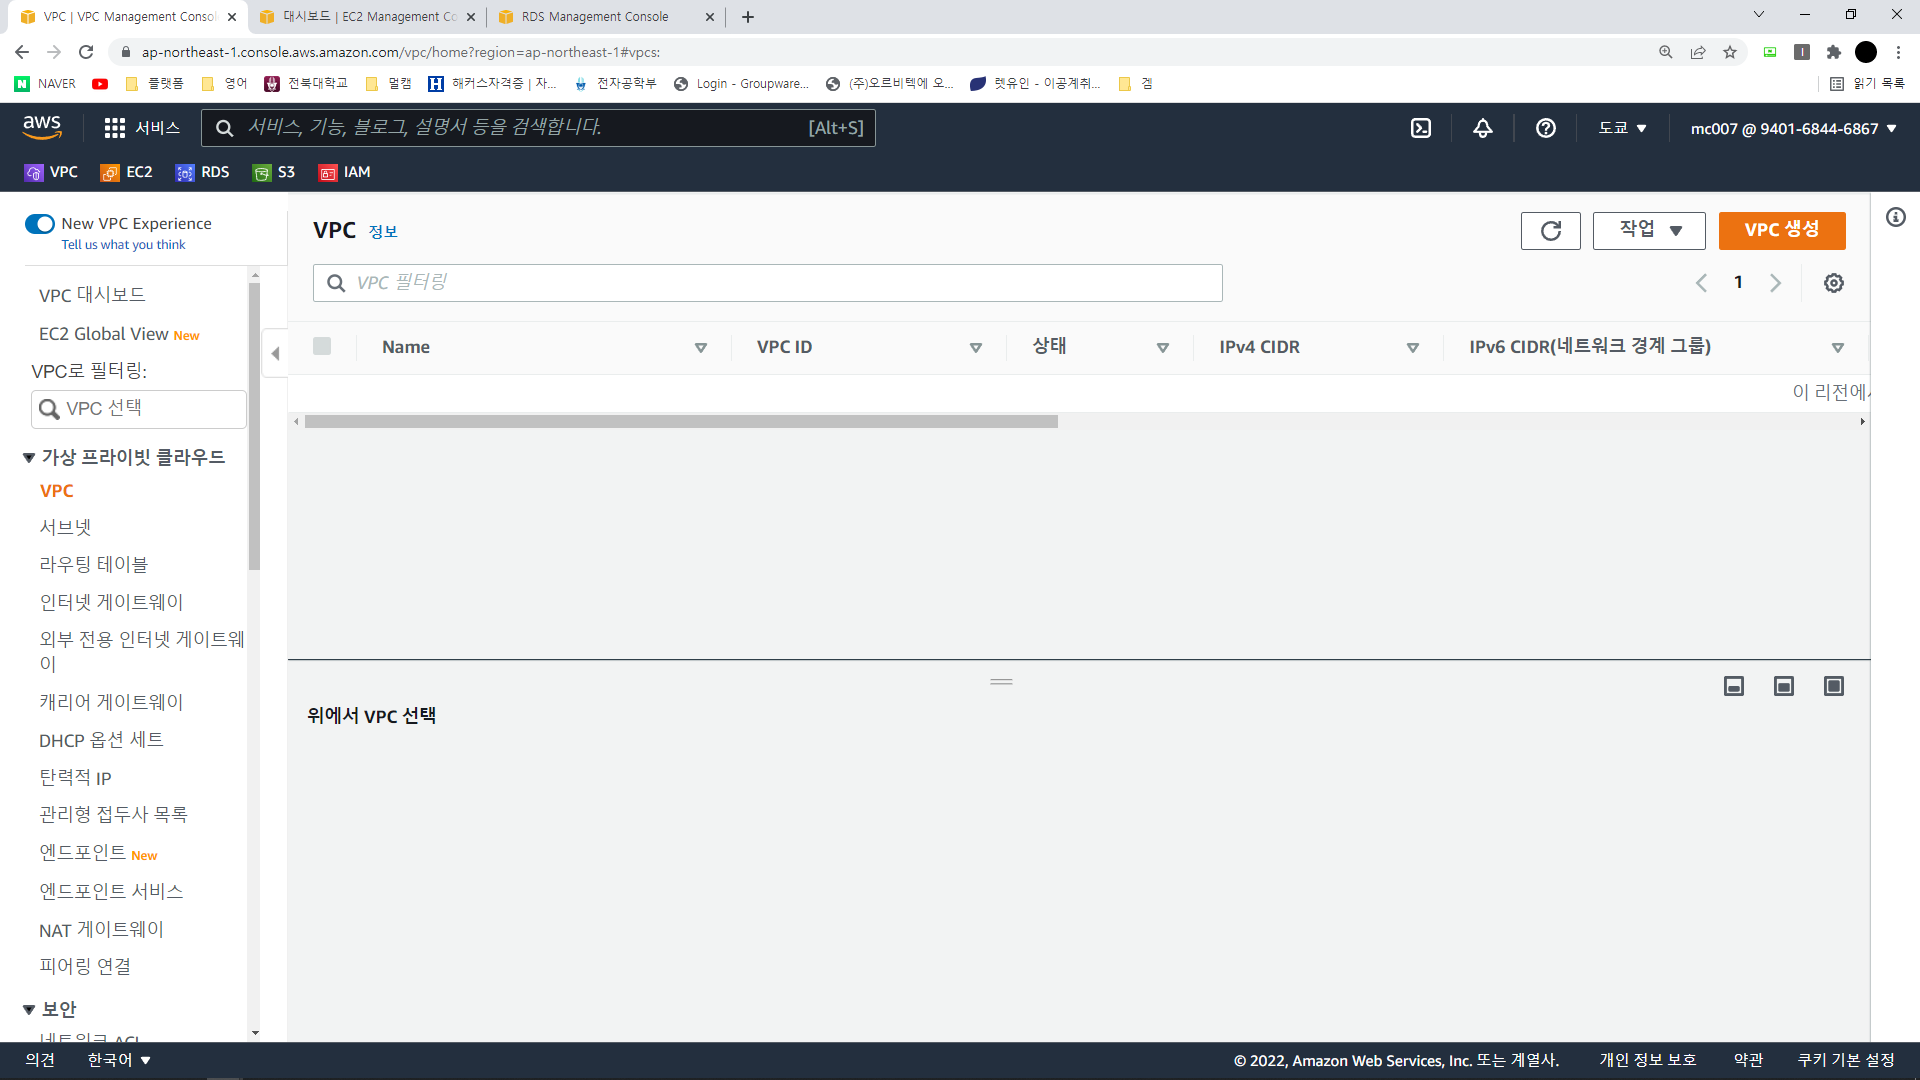 VPC | VPC Management Consol
대시보드 | EC2 Management Co
RDS Management Console
ap-northeast-1.console.aws.amazon.com/vpc/home?region=ap-northeast-1#vpcs:
NAVER
플랫폼
영어
전북대학교
멀캠
해커스자격증 | 자...
전자공학부
Login - Groupware...
(주)오르비텍에 오...
렛유인 - 이공계취...
겜
읽기 목록
aws
서비스
서비스, 기능, 블로그, 설명서 등을 검색합니다.
[Alt+S]
도쿄
mc007 @ 9401-6844-6867
VPC
EC2
RDS
S3
IAM
New VPC Experience
Tell us what you think
VPC 대시보드
EC2 Global View New
VPC로 필터링:
VPC 선택
가상 프라이빗 클라우드
VPC
서브넷
라우팅 테이블
인터넷 게이트웨이
외부 전용 인터넷 게이트웨
이
캐리어 게이트웨이
DHCP 옵션 세트
탄력적 IP
관리형 접두사 목록
엔드포인트 New
엔드포인트 서비스
NAT 게이트웨이
피어링 연결
보안
네트워크 ACL
VPC 정보
작업
VPC 생성
VPC 필터링
1
Name
VPC ID
상태
IPv4 CIDR
IPv6 CIDR(네트워크 경계 그룹)
이 리전에서
위에서 VPC 선택
의견
한국어
© 2022, Amazon Web Services, Inc. 또는 계열사.
개인 정보 보호
약관
쿠키 기본 설정